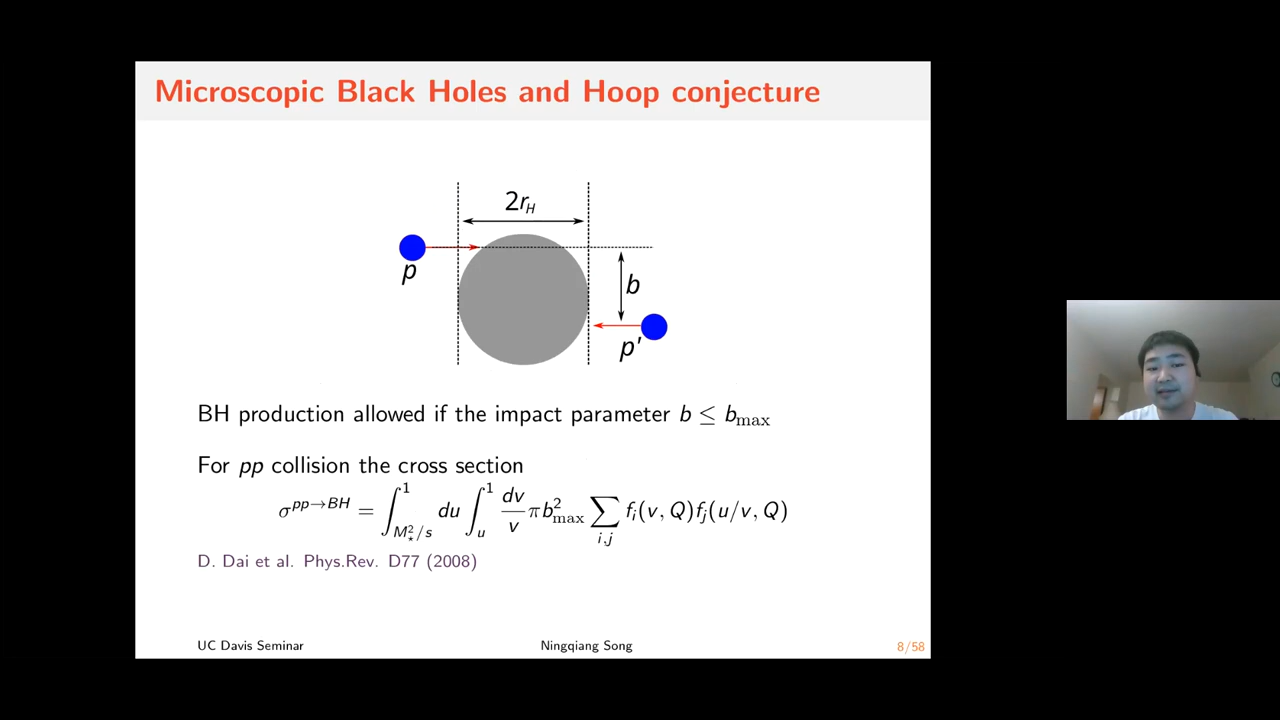 Microscopic Black Holes and Hoop conjecture
2r_H
p
b
p'
BH production allowed if the impact parameter b ≤ b_max
For pp collision the cross section
σ^{pp→BH} = ∫_{M_⋆^2/s}^1 du ∫_u^1 dv/v πb_max^2 ∑_{i,j} f_i(v, Q)f_j(u/v, Q)
D. Dai et al. Phys.Rev. D77 (2008)
UC Davis Seminar
Ningqiang Song
8/58